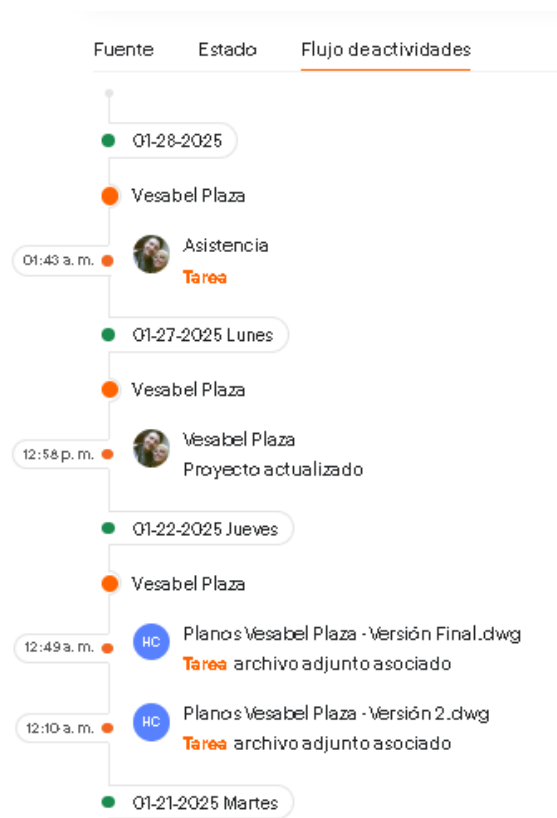 Fuente Estado Flujo de actividades
01-28-2025
Vesabel Plaza
Asistencia
01:43 a. m.
Tarea
01-27-2025 Lunes
Vesabel Plaza
Vesabel Plaza
12:58 p. m.
Proyecto actualizado
01-22-2025 Jueves
Vesabel Plaza
Planos Vesabel Plaza - Versión Final.dwg
12:49 a. m. HC
Tarea archivo adjunto asociado
Planos Vesabel Plaza - Versión 2.dwg
12:10 a. m. HC
Tarea archivo adjunto asociado
01-21-2025 Martes